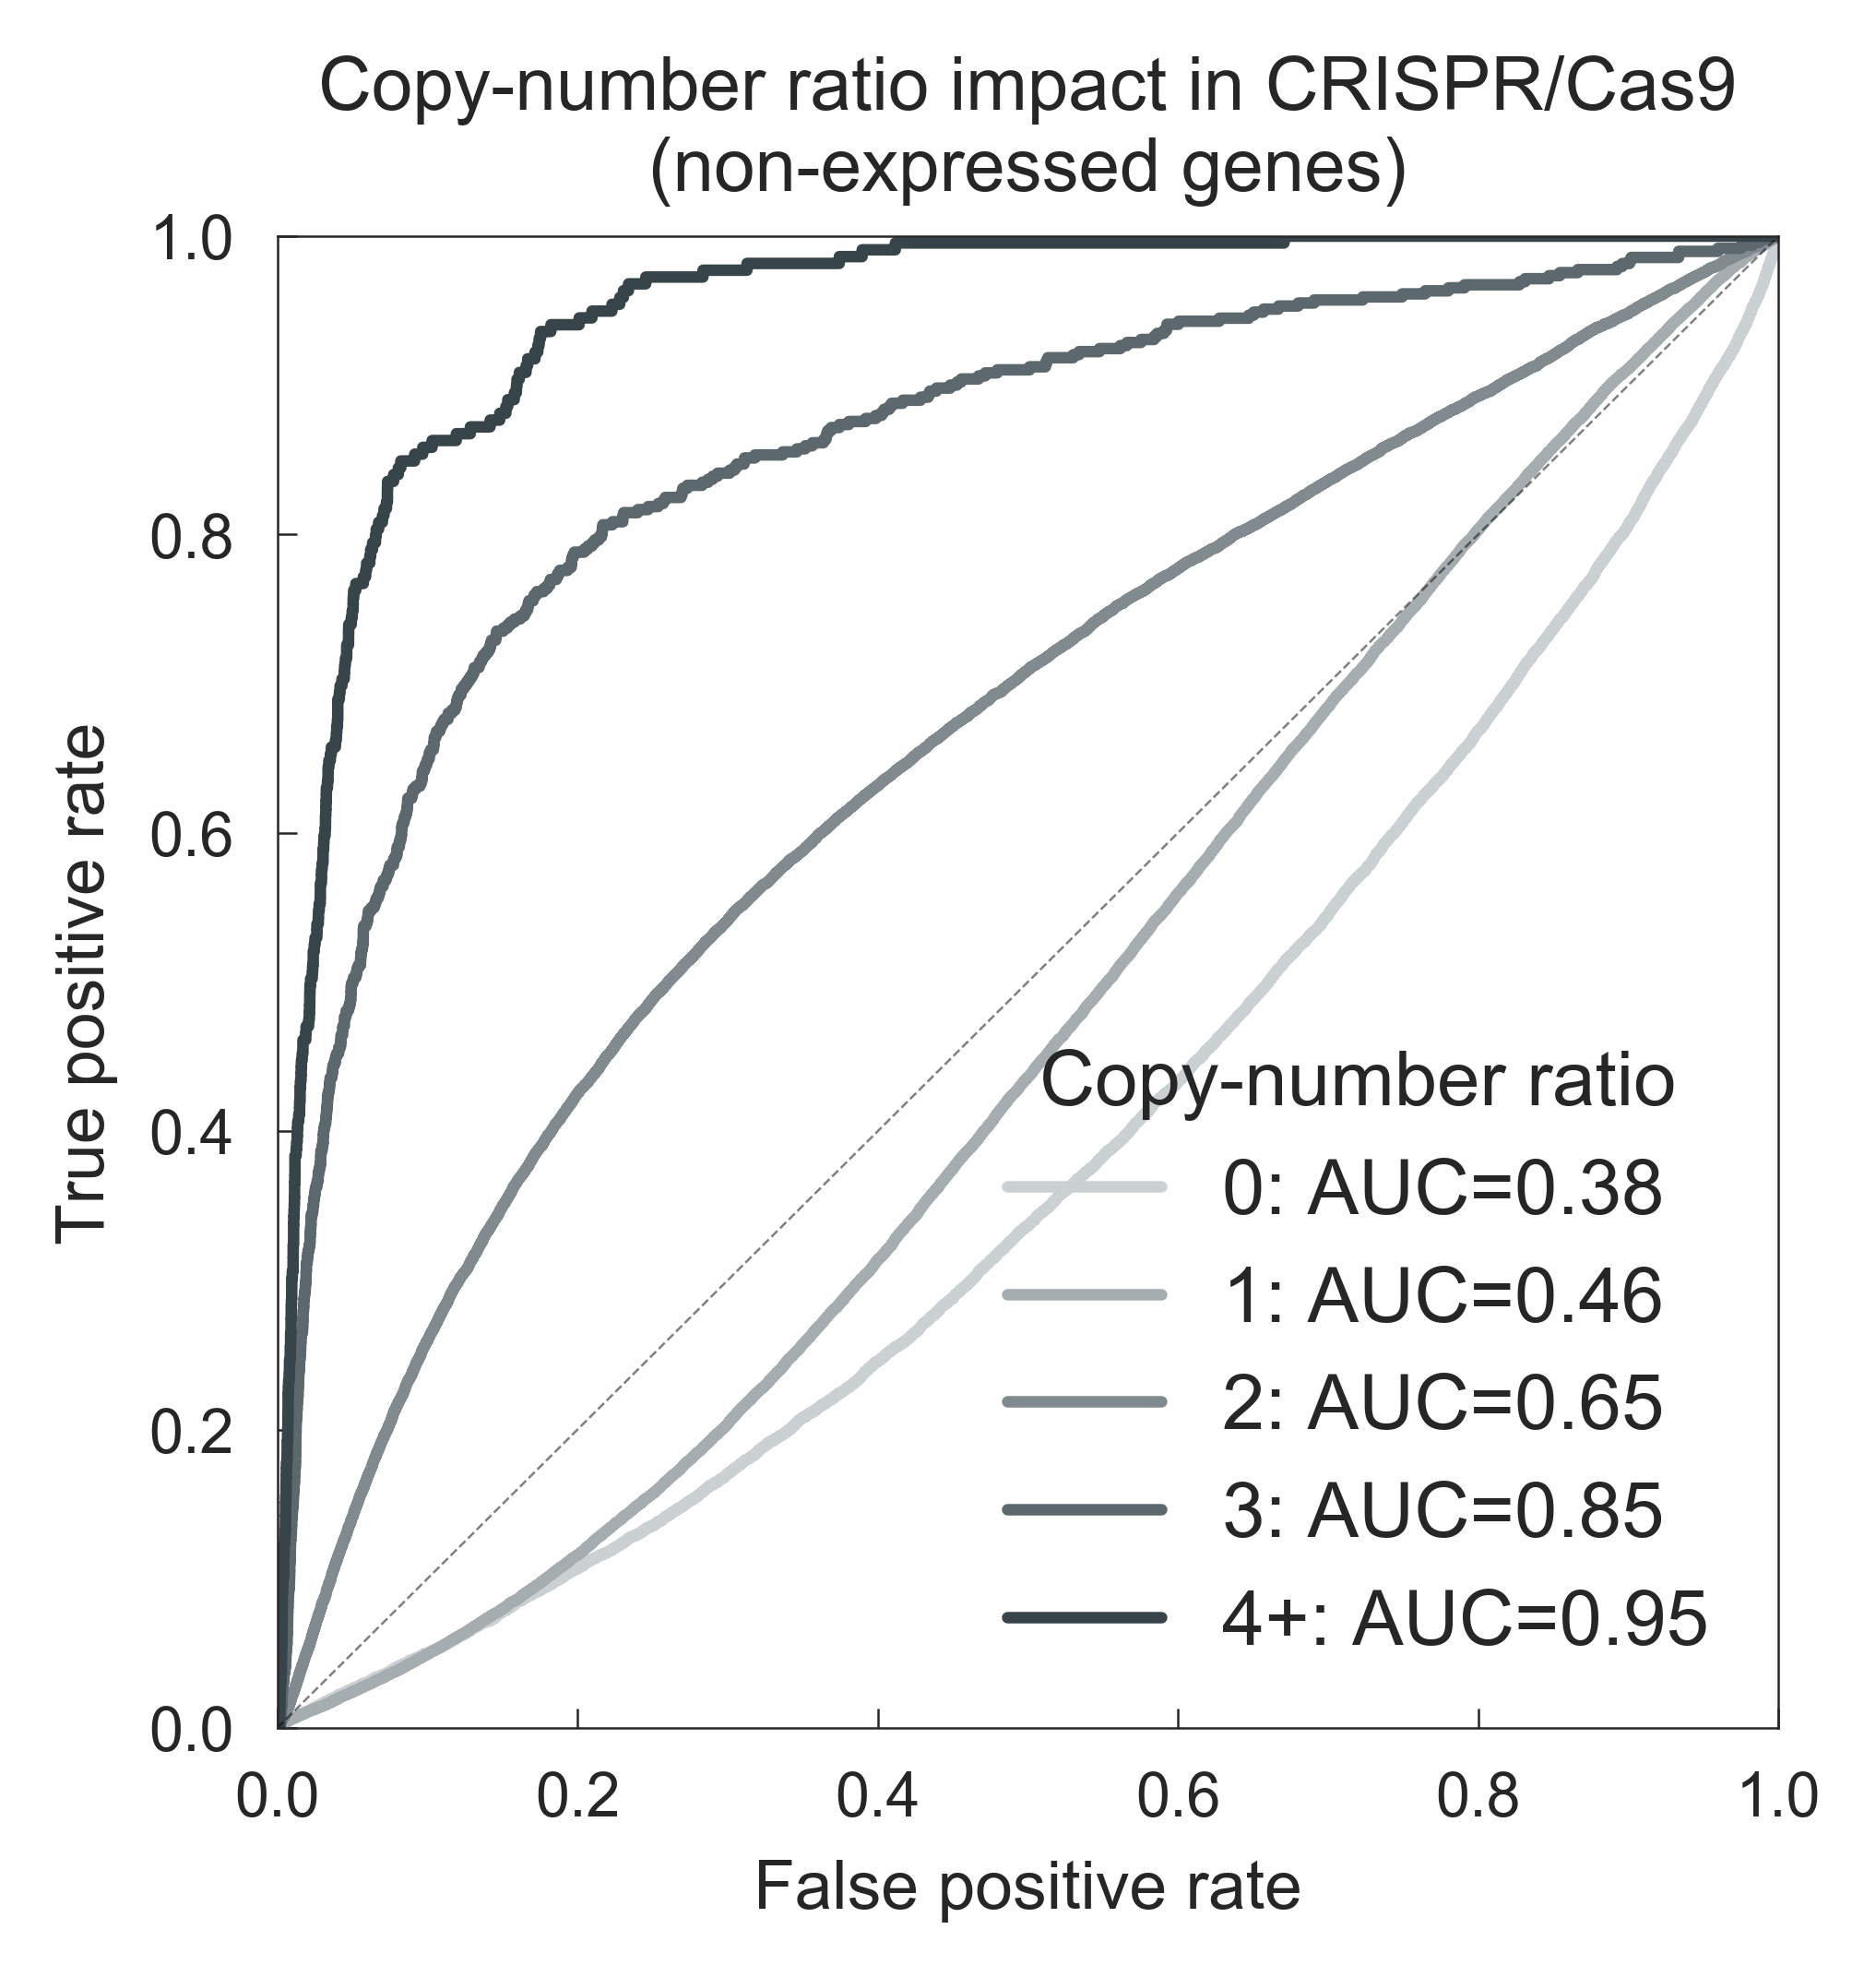 Copy-number ratio impact in CRISPR/Cas9
(non-expressed genes)
1.0
0.8
0.6
0.4
0.2
0.0
True positive rate
Copy-number ratio
0: AUC=0.38
1: AUC=0.46
2: AUC=0.65
3: AUC=0.85
4+: AUC=0.95
0.0 0.2 0.4 0.6 0.8 1.0
False positive rate